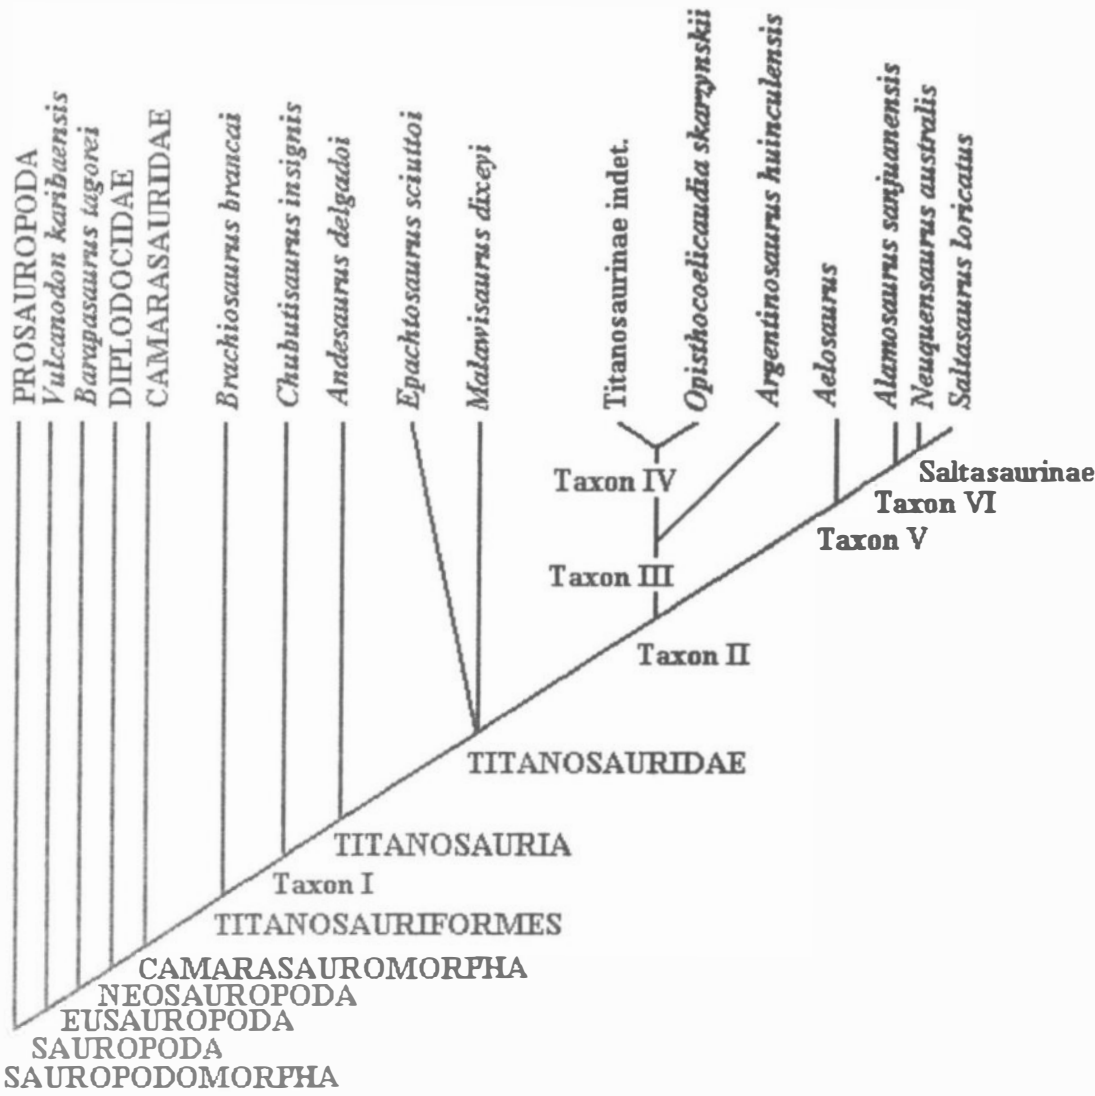 PROSAUROPODA
Vulcanodon karibaensis
Barapasaurus tagorei
DIPLODOCIDAE
CAMARASAURIDAE
Brachiosaurus brancai
Chubutisaurus insignis
Andesaurus delgadoi
Epachtosaurus sciuttoi
Malawisaurus dixeyi
Titanosaurinae indet.
Opisthocoelicaudia skarzynskii
Argentinosaurus huinculensis
Aelosaurus
Alamosaurus sanjuanensis
Neuquensaurus australis
Saltasaurus loricatus
Saltasaurinae
Taxon IV
Taxon VI
Taxon V
Taxon III
Taxon II
TITANOSAURIDAE
TITANOSAURIA
Taxon I
TITANOSAURIFORMES
CAMARASAUROMORPHA
NEOSAUROPODA
EUSAUROPODA
SAUROPODA
SAUROPODOMORPHA